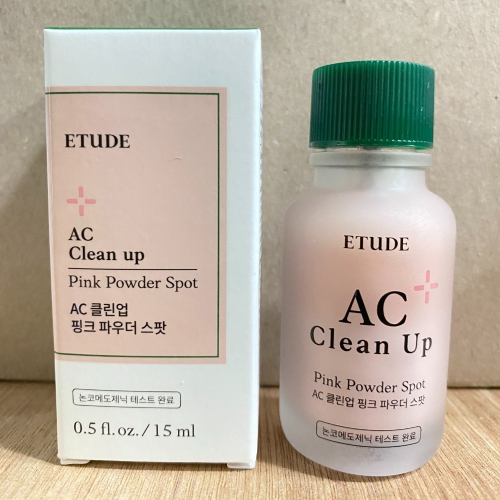 ETUDE
AC
Clean up
Pink Powder Spot
AC 클린업
핑크 파우더 스팟
논코메도제닉 테스트 완료
0.5 fl. oz. / 15 ml
ETUDE
AC
Clean Up
Pink Powder Spot
AC 클린업 핑크 파우더 스팟
논코메도제닉 테스트 완료